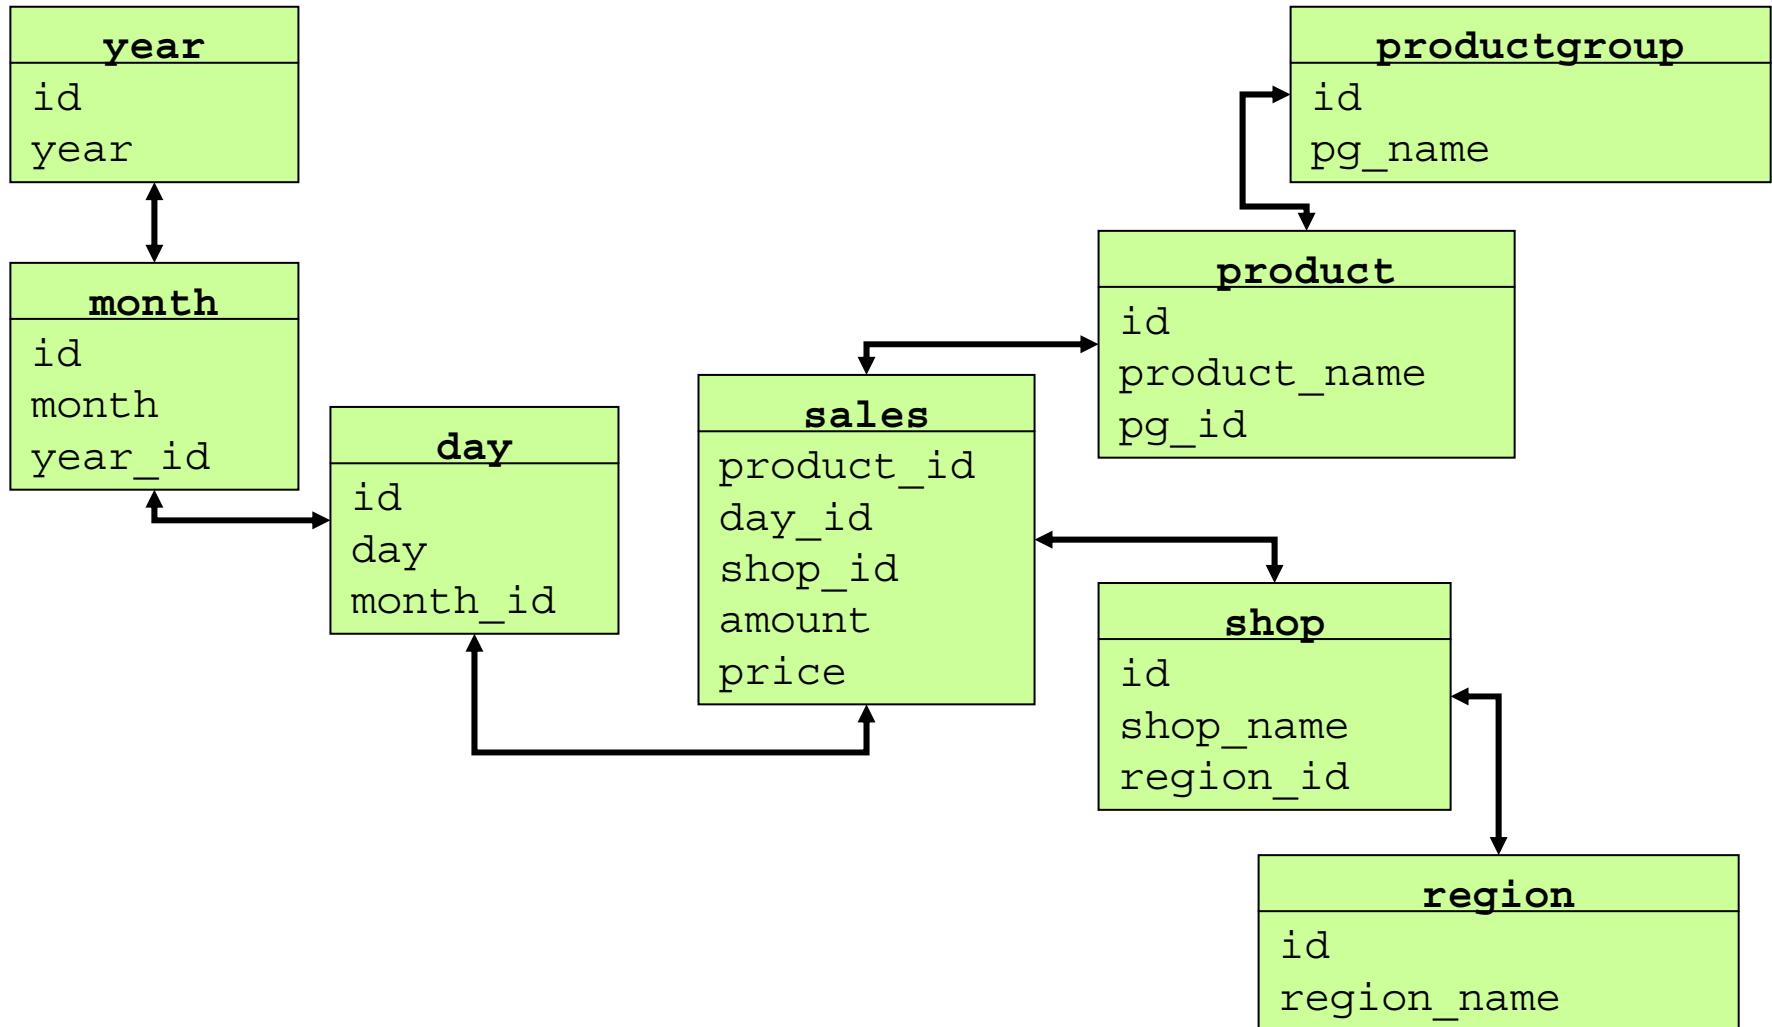 year
id
year
month
id
month
year_id
day
id
day
month_id
sales
product_id
day_id
shop_id
amount
price
productgroup
id
pg_name
product
id
product_name
pg_id
shop
id
shop_name
region_id
region
id
region_name